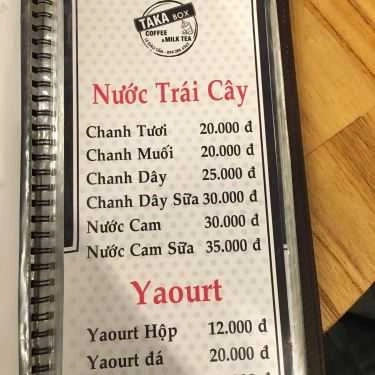 TAKA BOX
COFFEE
& MILK TEA
Nước Trái Cây
Chanh Tươi 20.000 đ
Chanh Muối 20.000 đ
Chanh Dây 25.000 đ
Chanh Dây Sữa 30.000 đ
Nước Cam 30.000 đ
Nước Cam Sữa 35.000 đ
Yaourt
Yaourt Hộp 12.000 đ
Yaourt đá 20.000 đ